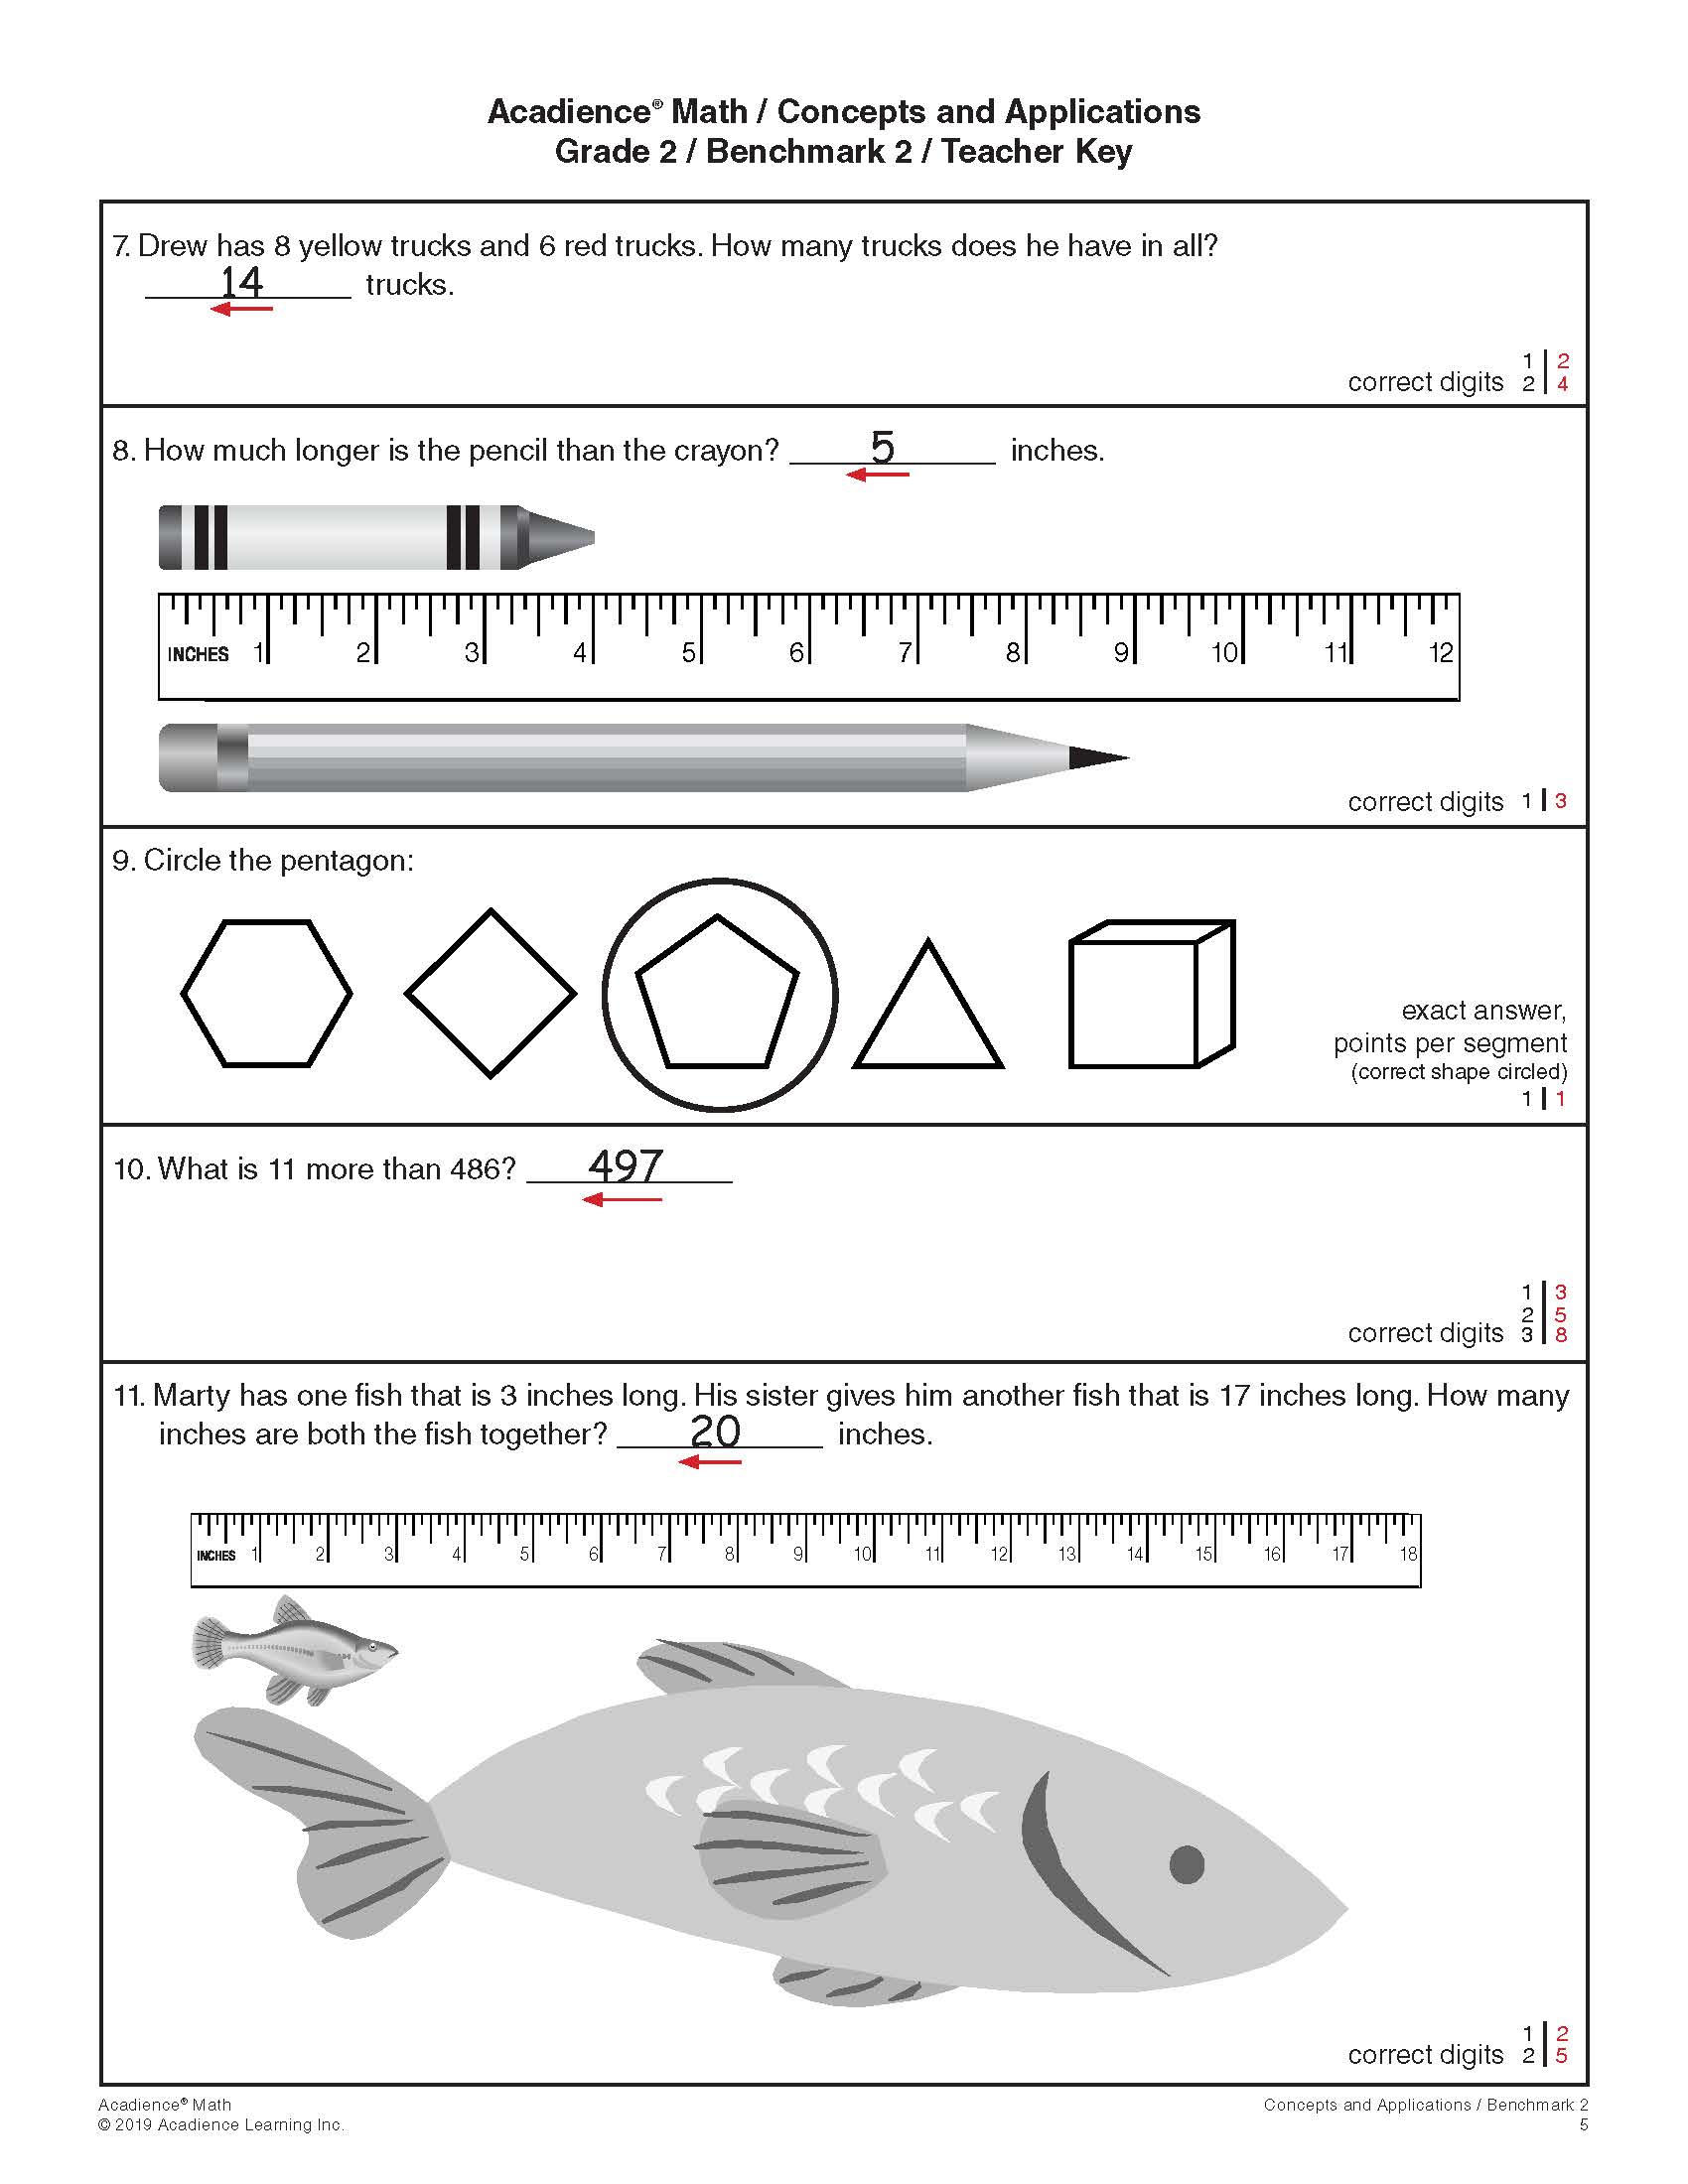 Acadience® Math / Concepts and Applications
Grade 2 / Benchmark 2 / Teacher Key
7. Drew has 8 yellow trucks and 6 red trucks. How many trucks does he have in all?
14 trucks.
1 2
correct digits 2 4
8. How much longer is the pencil than the crayon? 5 inches.
INCHES 1 2 3 4 5 6 7 8 9 10 11 12
correct digits 1 3
9. Circle the pentagon:
exact answer,
points per segment
(correct shape circled)
1 1
10. What is 11 more than 486? 497
1 3
2 5
correct digits 3 8
11. Marty has one fish that is 3 inches long. His sister gives him another fish that is 17 inches long. How many
inches are both the fish together? 20 inches.
INCHES 1 2 3 4 5 6 7 8 9 10 11 12 13 14 15 16 17 18
1 2
correct digits 2 5
Acadience® Math
© 2019 Acadience Learning Inc.
Concepts and Applications / Benchmark 2
5